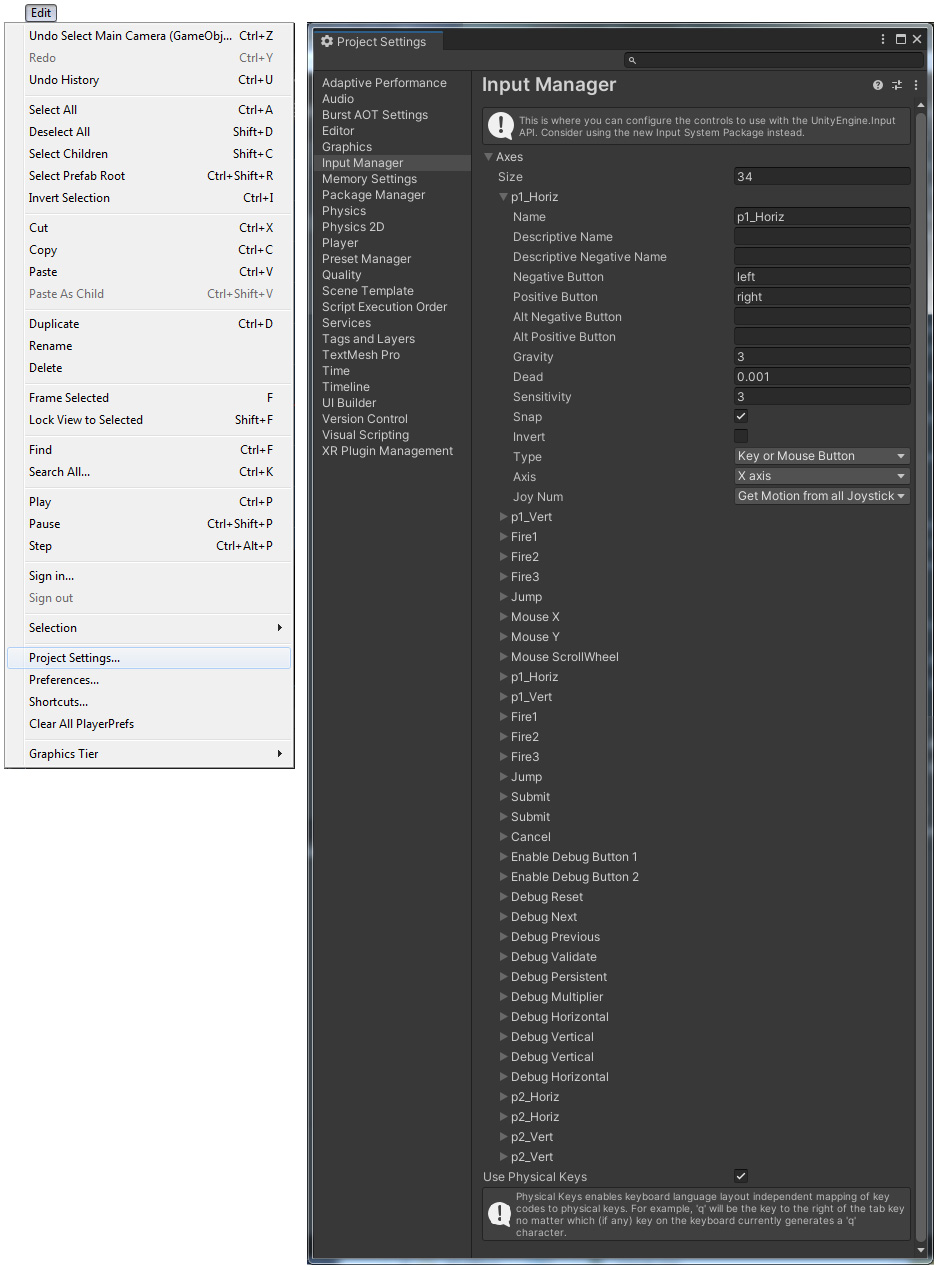 Edit
Undo Select Main Camera (GameObj... Ctrl+Z
Redo Ctrl+Y
Undo History Ctrl+U
Select All Ctrl+A
Deselect All Shift+D
Select Children Shift+C
Select Prefab Root Ctrl+Shift+R
Invert Selection Ctrl+I
Cut Ctrl+X
Copy Ctrl+C
Paste Ctrl+V
Paste As Child Ctrl+Shift+V
Duplicate Ctrl+D
Rename
Delete
Frame Selected F
Lock View to Selected Shift+F
Find Ctrl+F
Search All... Ctrl+K
Play Ctrl+P
Pause Ctrl+Shift+P
Step Ctrl+Alt+P
Sign in...
Sign out
Selection
Project Settings...
Preferences...
Shortcuts...
Clear All PlayerPrefs
Graphics Tier
Project Settings
Adaptive Performance
Audio
Burst AOT Settings
Editor
Graphics
Input Manager
Memory Settings
Package Manager
Physics
Physics 2D
Player
Preset Manager
Quality
Scene Template
Script Execution Order
Services
Tags and Layers
TextMesh Pro
Time
Timeline
UI Builder
Version Control
Visual Scripting
XR Plugin Management
Input Manager
This is where you can configure the controls to use with the UnityEngine.Input
API. Consider using the new Input System Package instead.
Axes
Size 34
p1_Horiz
Name p1_Horiz
Descriptive Name
Descriptive Negative Name
Negative Button left
Positive Button right
Alt Negative Button
Alt Positive Button
Gravity 3
Dead 0.001
Sensitivity 3
Snap
Invert
Type Key or Mouse Button
Axis X axis
Joy Num Get Motion from all Joystick
p1_Vert
Fire1
Fire2
Fire3
Jump
Mouse X
Mouse Y
Mouse ScrollWheel
p1_Horiz
p1_Vert
Fire1
Fire2
Fire3
Jump
Submit
Submit
Cancel
Enable Debug Button 1
Enable Debug Button 2
Debug Reset
Debug Next
Debug Previous
Debug Validate
Debug Persistent
Debug Multiplier
Debug Horizontal
Debug Vertical
Debug Vertical
Debug Horizontal
p2_Horiz
p2_Horiz
p2_Vert
p2_Vert
Use Physical Keys
Physical Keys enables keyboard language layout independent mapping of key
codes to physical keys. For example, 'q' will be the key to the right of the tab key
no matter which (if any) key on the keyboard currently generates a 'q'
character.